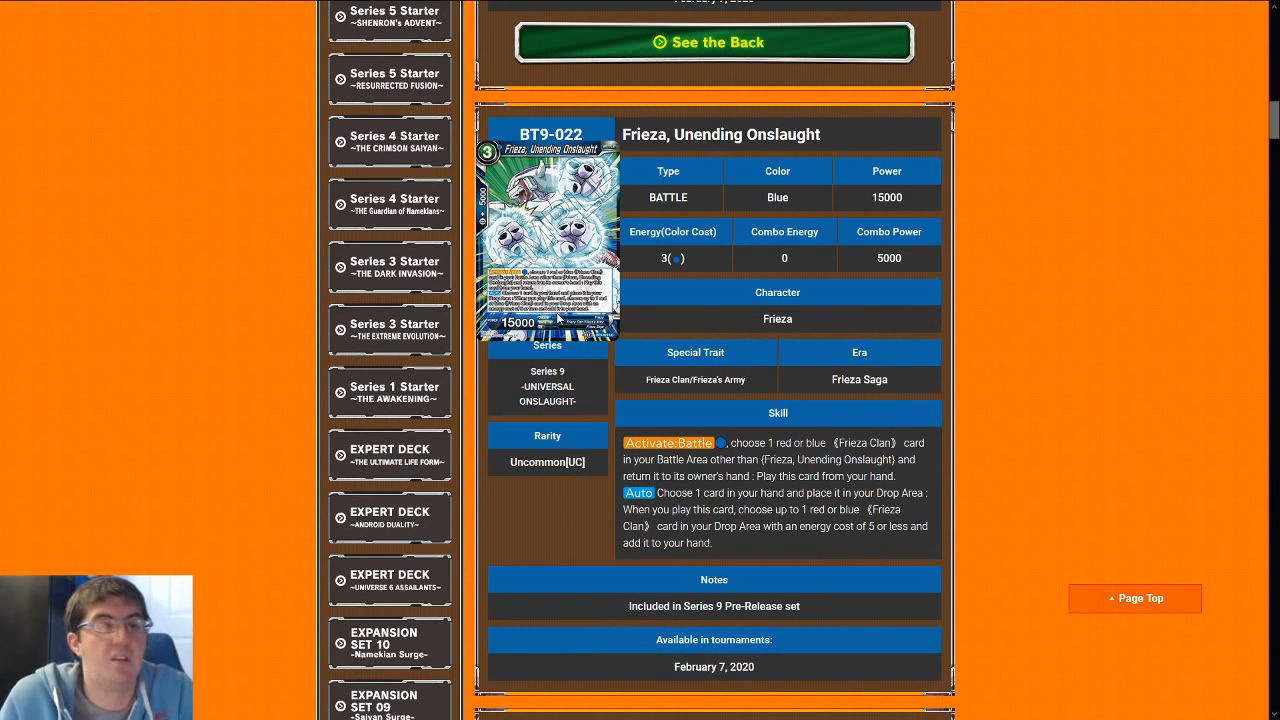 Series 5 Starter
~SHENRON's ADVENT~
Series 5 Starter
~RESURRECTED FUSION~
Series 4 Starter
~THE CRIMSON SAIYAN~
Series 4 Starter
~THE Guardian of NAMEKIANS~
Series 3 Starter
~THE DARK INVASION~
Series 3 Starter
~THE EXTREME EVOLUTION~
Series 1 Starter
~THE AWAKENING~
EXPERT DECK
~THE ULTIMATE LIFE FORM~
EXPERT DECK
~ANDROID DUALITY~
EXPERT DECK
~UNIVERSE 6 ASSAILANTS~
EXPANSION
SET 10
-Namekian Surge-
EXPANSION
SET 09
-Saiyan Surge-
See the Back
BT9-022
Frieza, Unending Onslaught
3
Frieza, Unending Onslaught
5000
15000
Type
Color
Power
BATTLE
Blue
15000
Energy(Color Cost)
Combo Energy
Combo Power
3( )
0
5000
Character
Frieza
Series
Series 9
-UNIVERSAL
ONSLAUGHT-
Rarity
Uncommon[UC]
Special Trait
Era
Frieza Clan/Frieza's Army
Frieza Saga
Skill
Activate:Battle , choose 1 red or blue 《Frieza Clan》 card
in your Battle Area other than {Frieza, Unending Onslaught} and
return it to its owner's hand : Play this card from your hand.
Auto Choose 1 card in your hand and place it in your Drop Area :
When you play this card, choose up to 1 red or blue 《Frieza
Clan》 card in your Drop Area with an energy cost of 5 or less and
add it to your hand.
Notes
Included in Series 9 Pre-Release set
Available in tournaments:
February 7, 2020
Page Top